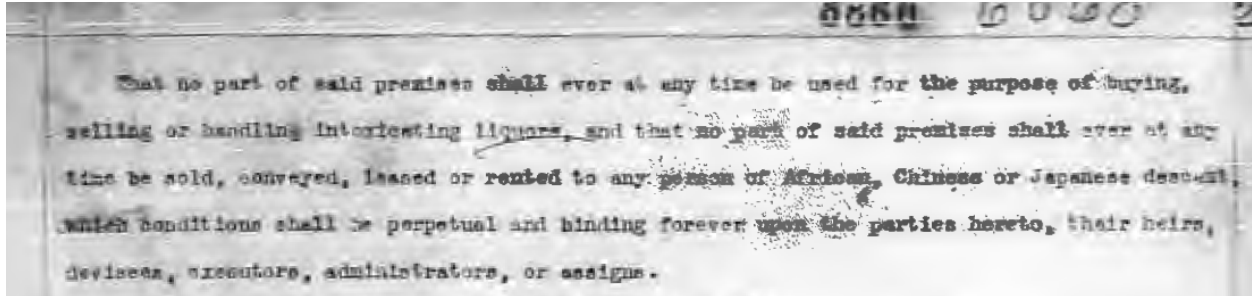 That no part of said premises shall ever at any time be used for the purpose of buying,
selling or handling intoxicating liquors, and that no part of said premises shall ever at any
time be sold, conveyed, leased or rented to any person of African, Chinese or Japanese descent,
which conditions shall be perpetual and binding forever upon the parties hereto, their heirs,
devisees, executors, administrators, or assigns.